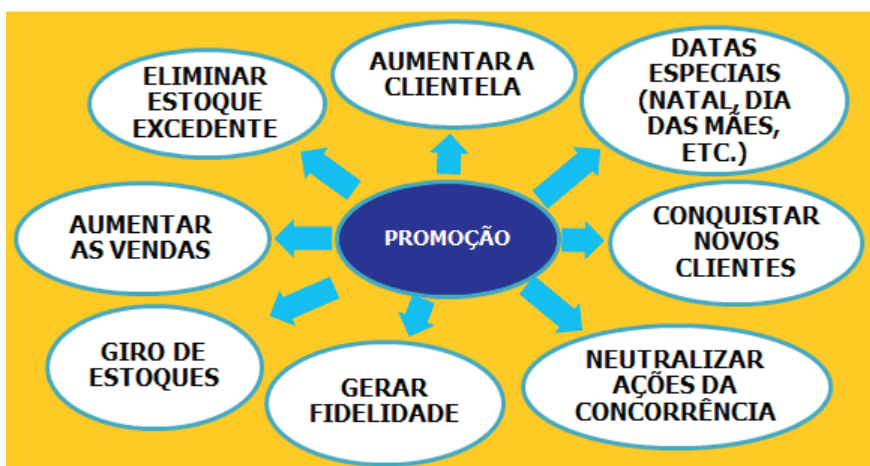 ELIMINAR
ESTOQUE
EXCEDENTE
AUMENTAR A
CLIENTELA
DATAS
ESPECIAIS
(NATAL, DIA
DAS MÃES,
ETC.)
AUMENTAR
AS VENDAS
PROMOÇÃO
CONQUISTAR
NOVOS
CLIENTES
GIRO DE
ESTOQUES
GERAR
FIDELIDADE
NEUTRALIZAR
AÇÕES DA
CONCORRÊNCIA